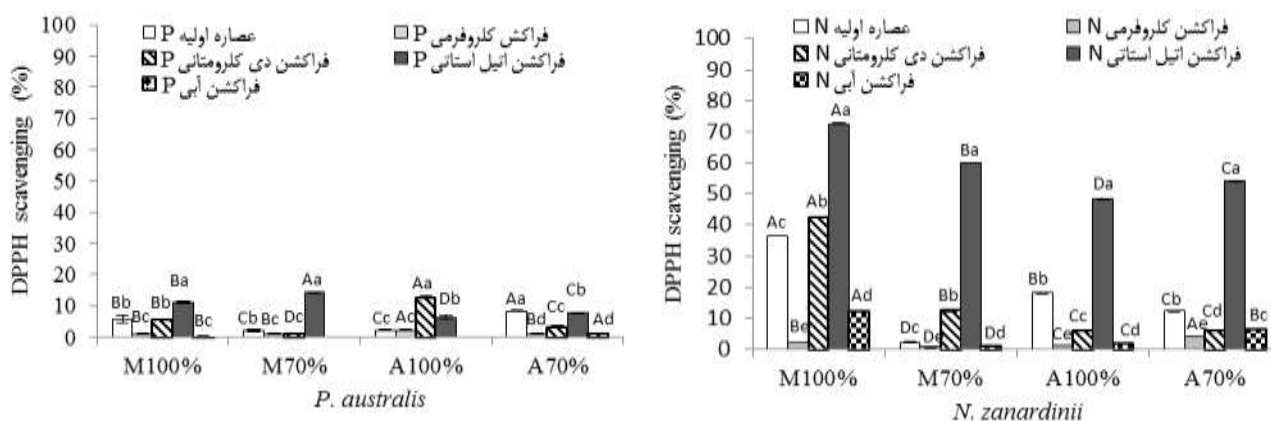 DPPH scavenging (%)
100
90
80
70
60
50
40
30
20
10
0
عصاره اولیه P
فراکش کلروفرمی P
فراکشن دی کلرومتانی P
فراکشن اتیل استاتی P
فراکشن آبی P
Bb Bc Bb Ba Bc
Cb Bc Dc Aa
Cc Ac Aa Db
Aa Bd Cc Cb Ad
M100% M70% A100% A70%
P. australis
DPPH scavenging (%)
100
90
80
70
60
50
40
30
20
10
0
عصاره اولیه N
فراکشن کلروفرمی N
فراکشن دی کلرومتانی N
فراکشن اتیل استاتی N
فراکشن آبی N
Ac Be Ab Aa Ad
Dc De Bb Ba Dd
Bb Ce Cc Da Cd
Cb Ae Cd Ca Bc
M100% M70% A100% A70%
N. zanardinii